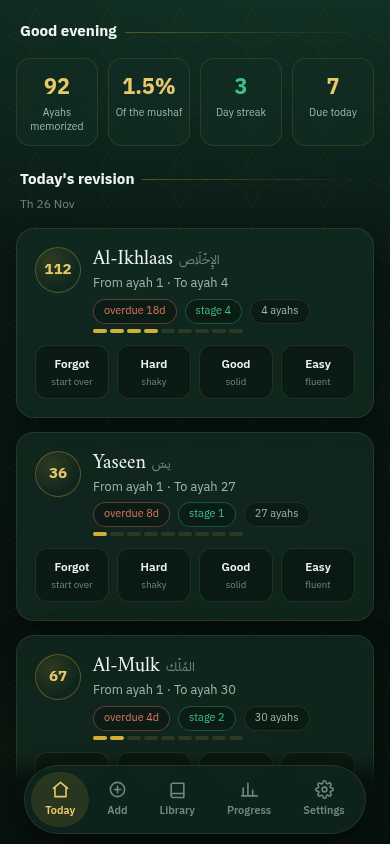 Good evening
92
Ayahs
memorized
1.5%
Of the mushaf
3
Day streak
7
Due today
Today's revision
Th 26 Nov
112
Al-Ikhlaas الإخلاص
From ayah 1 · To ayah 4
overdue 18d
stage 4
4 ayahs
Forgot
start over
Hard
shaky
Good
solid
Easy
fluent
36
Yaseen يس
From ayah 1 · To ayah 27
overdue 8d
stage 1
27 ayahs
Forgot
start over
Hard
shaky
Good
solid
Easy
fluent
67
Al-Mulk المُلك
From ayah 1 · To ayah 30
overdue 4d
stage 2
30 ayahs
Today
Add
Library
Progress
Settings